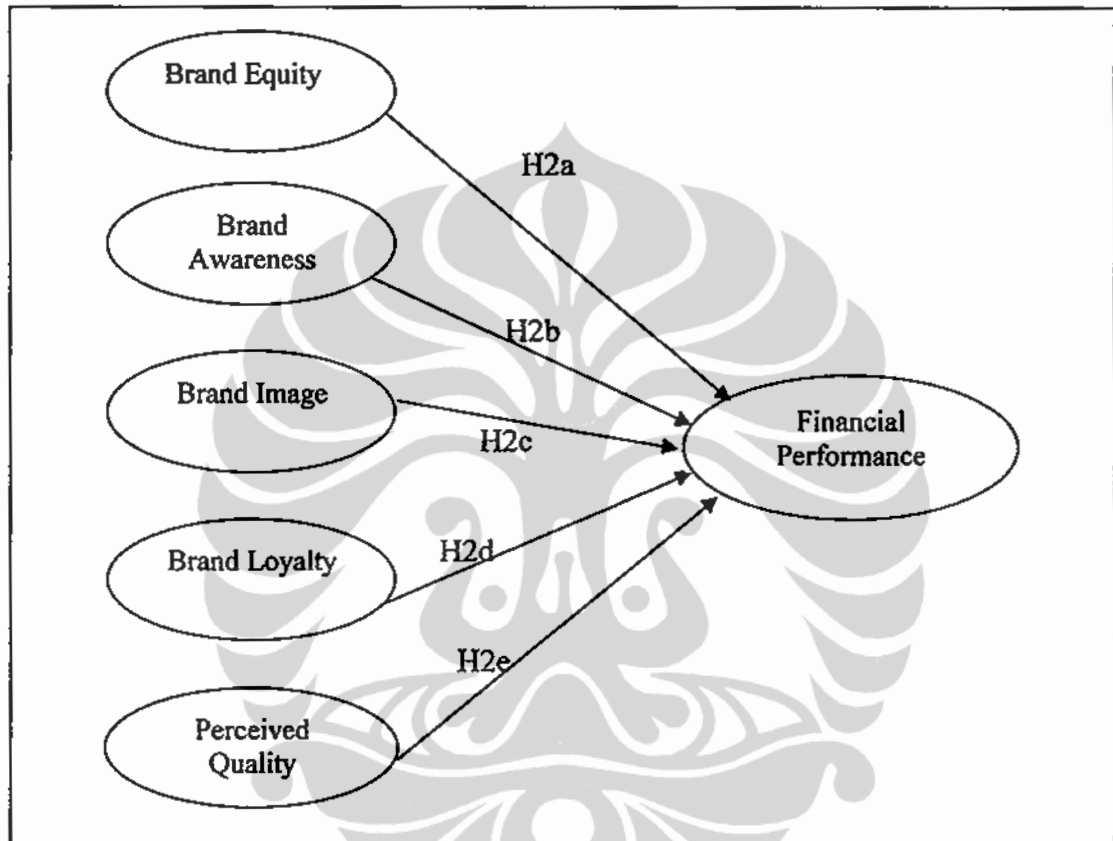 Brand Equity
H2a
Brand
Awareness
H2b
Brand Image
H2c
Financial
Performance
Brand Loyalty
H2d
H2e
Perceived
Quality